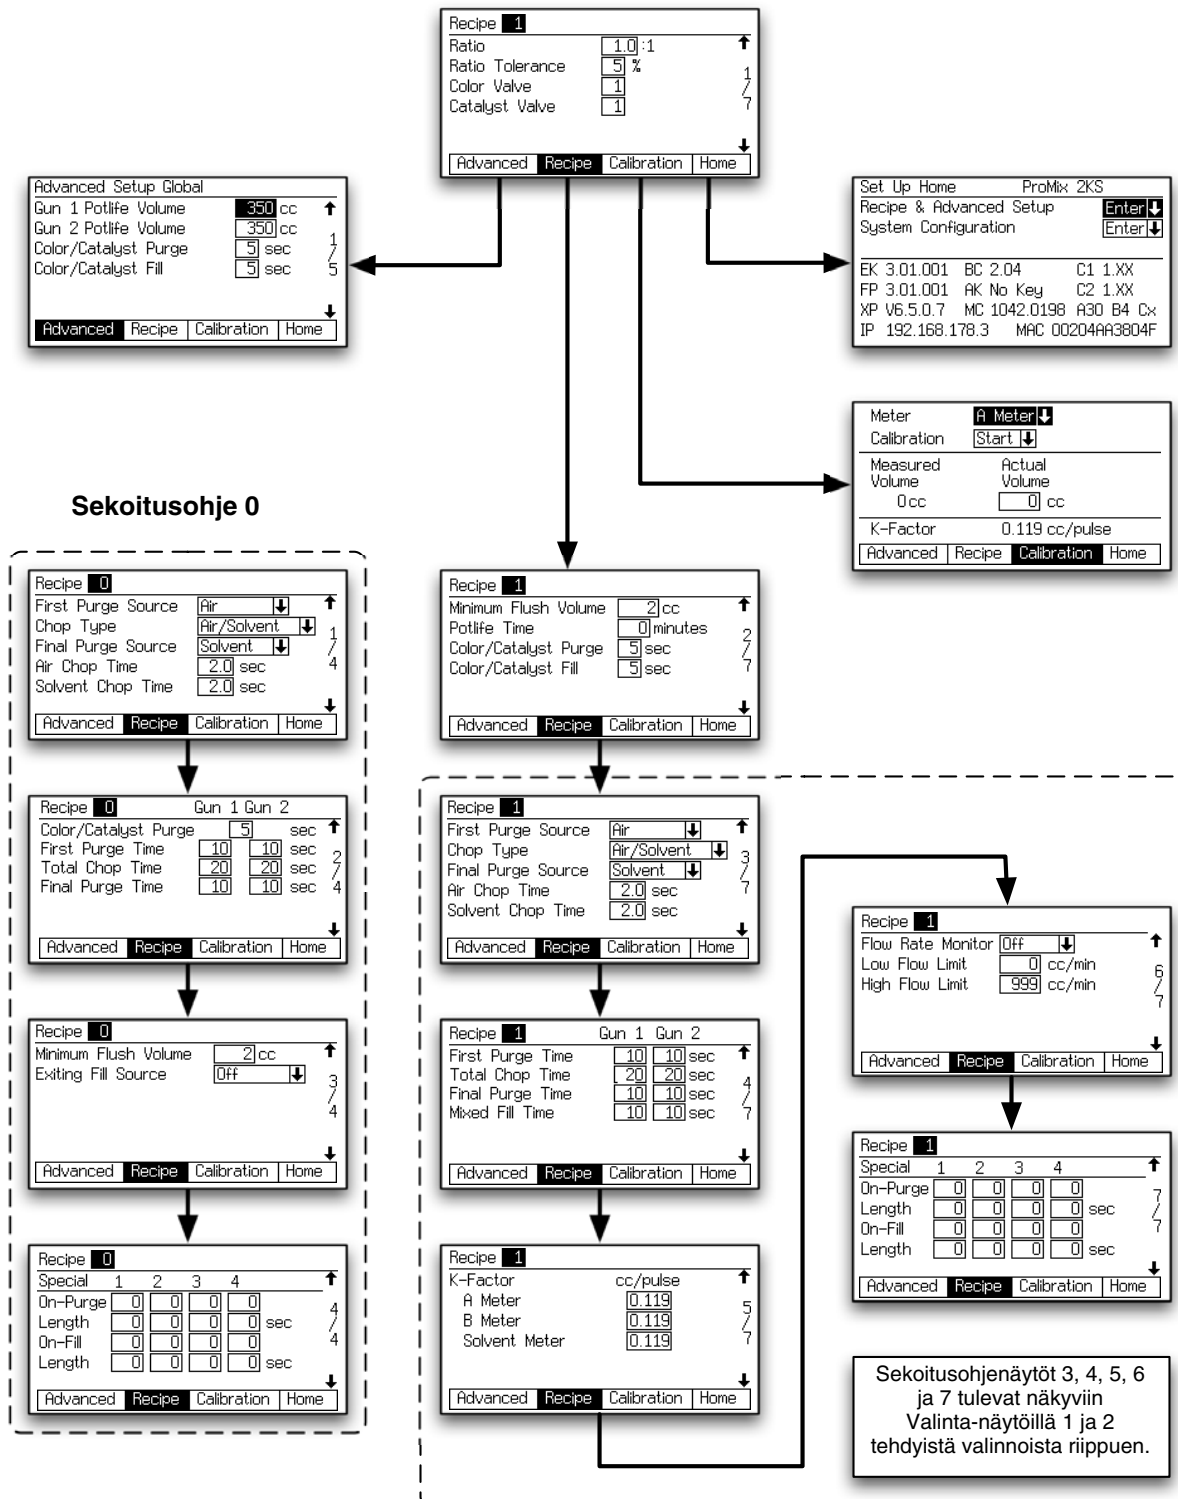 Recipe 1
Ratio 1.0 :1
Ratio Tolerance 5 %
Color Valve 1
Catalyst Valve 1
1
/
7
Advanced Recipe Calibration Home
Advanced Setup Global
Gun 1 Potlife Volume 350 cc
Gun 2 Potlife Volume 350 cc
Color/Catalyst Purge 5 sec
Color/Catalyst Fill 5 sec
1
/
5
Advanced Recipe Calibration Home
Set Up Home ProMix 2KS
Recipe & Advanced Setup Enter
System Configuration Enter
EK 3.01.001 BC 2.04 C1 1.XX
FP 3.01.001 AK No Key C2 1.XX
XP V6.5.0.7 MC 1042.0198 A30 B4 Cx
IP 192.168.178.3 MAC 00204AA3804F
Meter A Meter
Calibration Start
Measured Actual
Volume Volume
0 cc 0 cc
K-Factor 0.119 cc/pulse
Advanced Recipe Calibration Home
Sekoitusohje 0
Recipe 0
First Purge Source Air
Chop Type Air/Solvent
Final Purge Source Solvent
Air Chop Time 2.0 sec
Solvent Chop Time 2.0 sec
1
/
4
Advanced Recipe Calibration Home
Recipe 0 Gun 1 Gun 2
Color/Catalyst Purge 5 sec
First Purge Time 10 10 sec
Total Chop Time 20 20 sec
Final Purge Time 10 10 sec
2
/
4
Advanced Recipe Calibration Home
Recipe 0
Minimum Flush Volume 2 cc
Exiting Fill Source Off
3
/
4
Advanced Recipe Calibration Home
Recipe 0
Special 1 2 3 4
On-Purge 0 0 0 0
Length 0 0 0 0 sec
On-Fill 0 0 0 0
Length 0 0 0 0 sec
4
/
4
Advanced Recipe Calibration Home
Recipe 1
Minimum Flush Volume 2 cc
Potlife Time 0 minutes
Color/Catalyst Purge 5 sec
Color/Catalyst Fill 5 sec
2
/
7
Advanced Recipe Calibration Home
Recipe 1
First Purge Source Air
Chop Type Air/Solvent
Final Purge Source Solvent
Air Chop Time 2.0 sec
Solvent Chop Time 2.0 sec
3
/
7
Advanced Recipe Calibration Home
Recipe 1 Gun 1 Gun 2
First Purge Time 10 10 sec
Total Chop Time 20 20 sec
Final Purge Time 10 10 sec
Mixed Fill Time 10 10 sec
4
/
7
Advanced Recipe Calibration Home
Recipe 1
K-Factor cc/pulse
A Meter 0.119
B Meter 0.119
Solvent Meter 0.119
5
/
7
Advanced Recipe Calibration Home
Recipe 1
Flow Rate Monitor Off
Low Flow Limit 0 cc/min
High Flow Limit 999 cc/min
6
/
7
Advanced Recipe Calibration Home
Recipe 1
Special 1 2 3 4
On-Purge 0 0 0 0
Length 0 0 0 0 sec
On-Fill 0 0 0 0
Length 0 0 0 0 sec
7
/
7
Advanced Recipe Calibration Home
Sekoitusohjenäytöt 3, 4, 5, 6
ja 7 tulevat näkyviin
Valinta-näytöillä 1 ja 2
tehdyistä valinnoista riippuen.